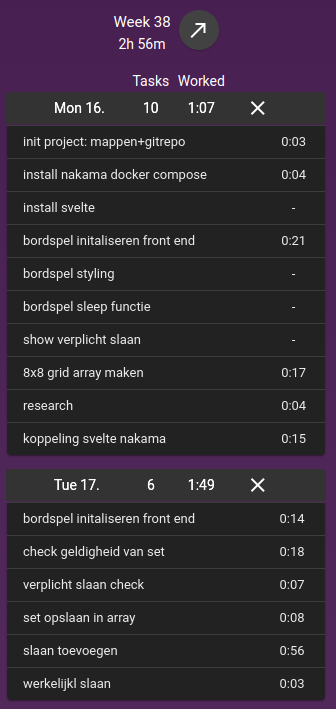 Week 38
2h 56m
Tasks Worked
Mon 16. 10 1:07
init project: mappen+gitrepo 0:03
install nakama docker compose 0:04
install svelte -
bordspel initaliseren front end 0:21
bordspel styling -
bordspel sleep functie -
show verplicht slaan -
8x8 grid array maken 0:17
research 0:04
koppeling svelte nakama 0:15
Tue 17. 6 1:49
bordspel initaliseren front end 0:14
check geldigheid van set 0:18
verplicht slaan check 0:07
set opslaan in array 0:08
slaan toevoegen 0:56
werkelijkl slaan 0:03